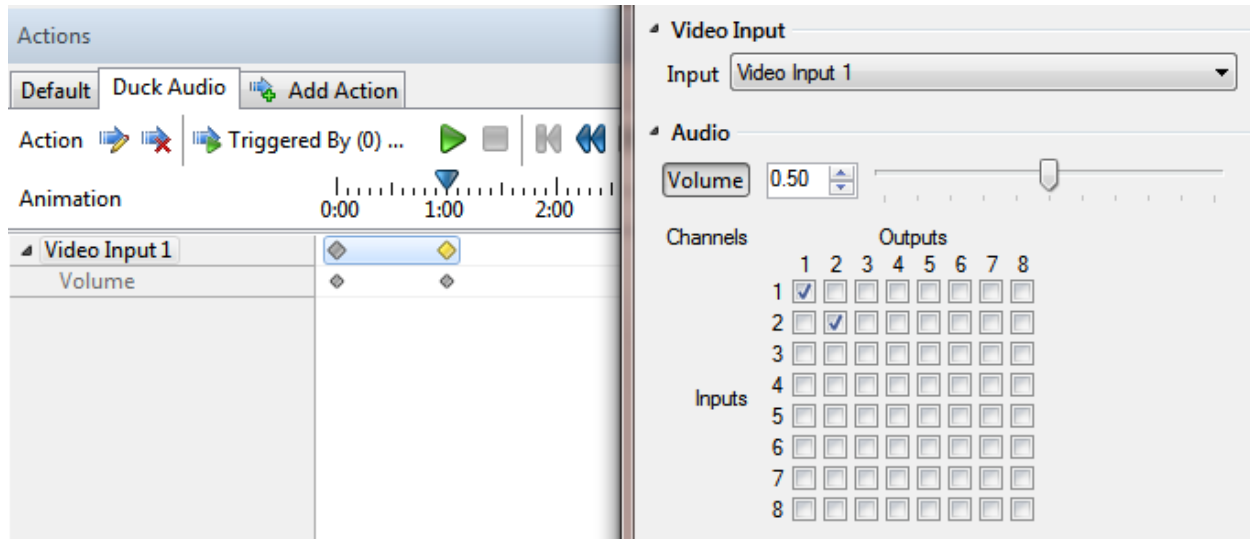 Actions
Default Duck Audio Add Action
Action Triggered By (0) ...
Animation
0:00 1:00 2:00
Video Input 1
Volume
Video Input
Input Video Input 1
Audio
Volume 0.50
Channels Outputs
1 2 3 4 5 6 7 8
1
2
3
4
Inputs
5
6
7
8